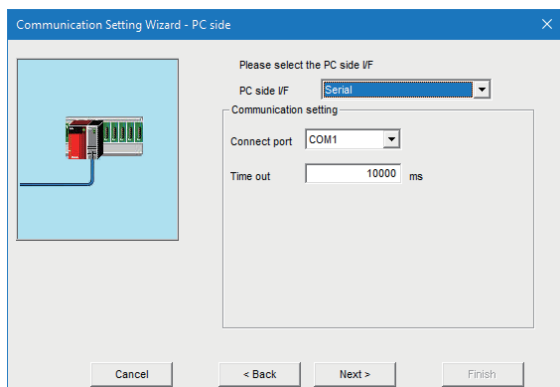 Communication Setting Wizard - PC side
Please select the PC side I/F
PC side I/F Serial
Communication setting
Connect port COM1
Time out 10000 ms
Cancel < Back Next > Finish